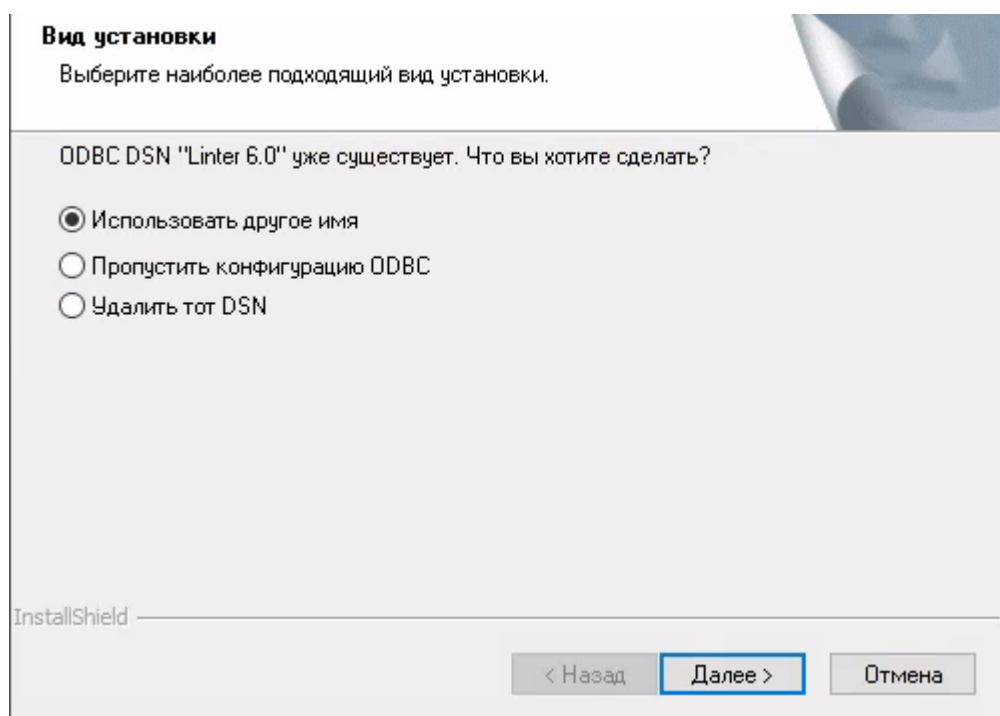 Вид установки
Выберите наиболее подходящий вид установки.
ODBC DSN "Linter 6.0" уже существует. Что вы хотите сделать?
Использовать другое имя
Пропустить конфигурацию ODBC
Удалить тот DSN
InstallShield
< Назад Далее > Отмена